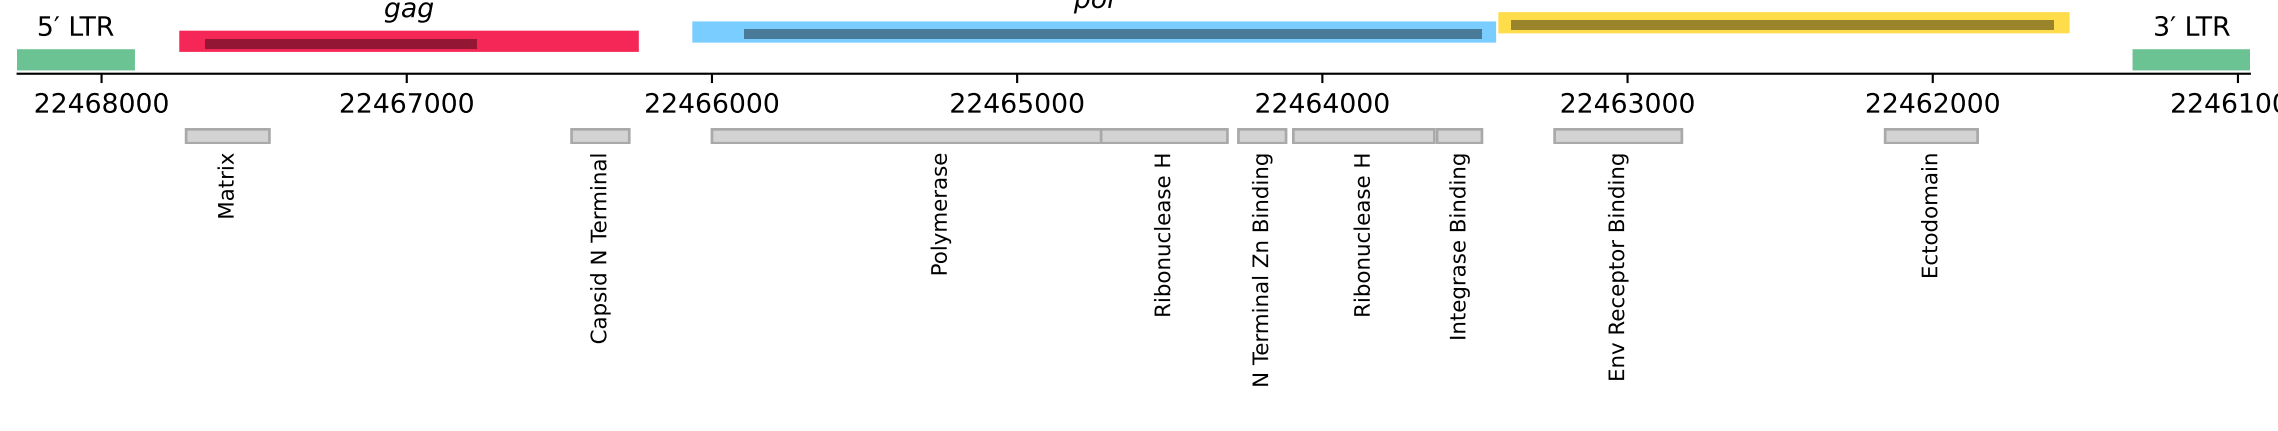 gag
pol
5′ LTR
3′ LTR
22468000 22467000 22466000 22465000 22464000 22463000 22462000
Matrix
Capsid N Terminal
Polymerase
Ribonuclease H
N Terminal Zn Binding
Ribonuclease H
Integrase Binding
Env Receptor Binding
Ectodomain